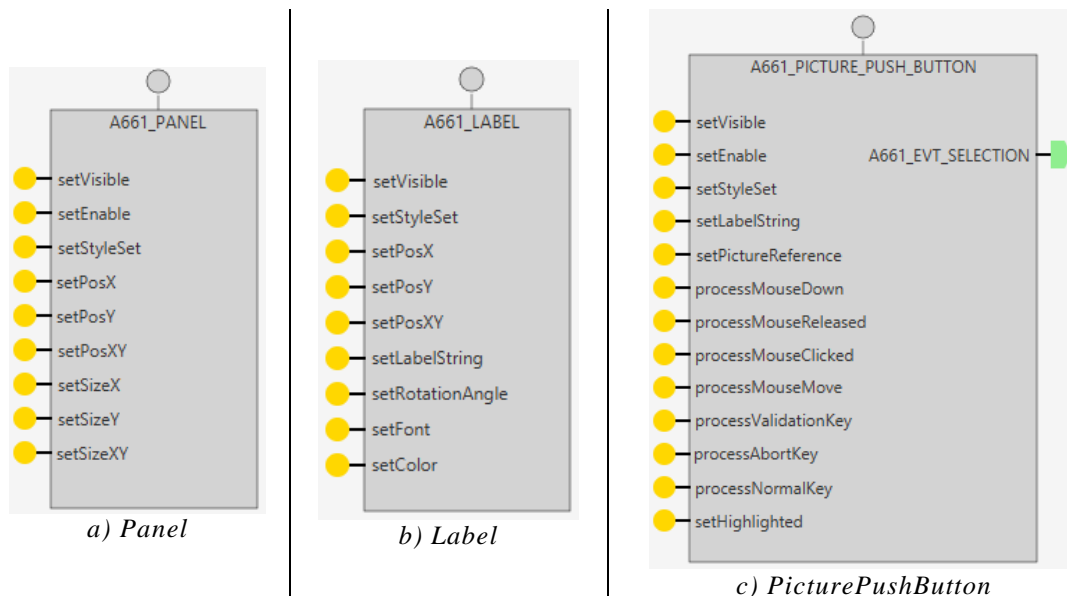 A661_PANEL
setVisible
setEnable
setStyleSet
setPosX
setPosY
setPosXY
setSizeX
setSizeY
setSizeXY
a) Panel
A661_LABEL
setVisible
setStyleSet
setPosX
setPosY
setPosXY
setLabelString
setRotationAngle
setFont
setColor
b) Label
A661_PICTURE_PUSH_BUTTON
setVisible
setEnable A661_EVT_SELECTION
setStyleSet
setLabelString
setPictureReference
processMouseDown
processMouseReleased
processMouseClicked
processMouseMove
processValidationKey
processAbortKey
processNormalKey
setHighlighted
c) PicturePushButton